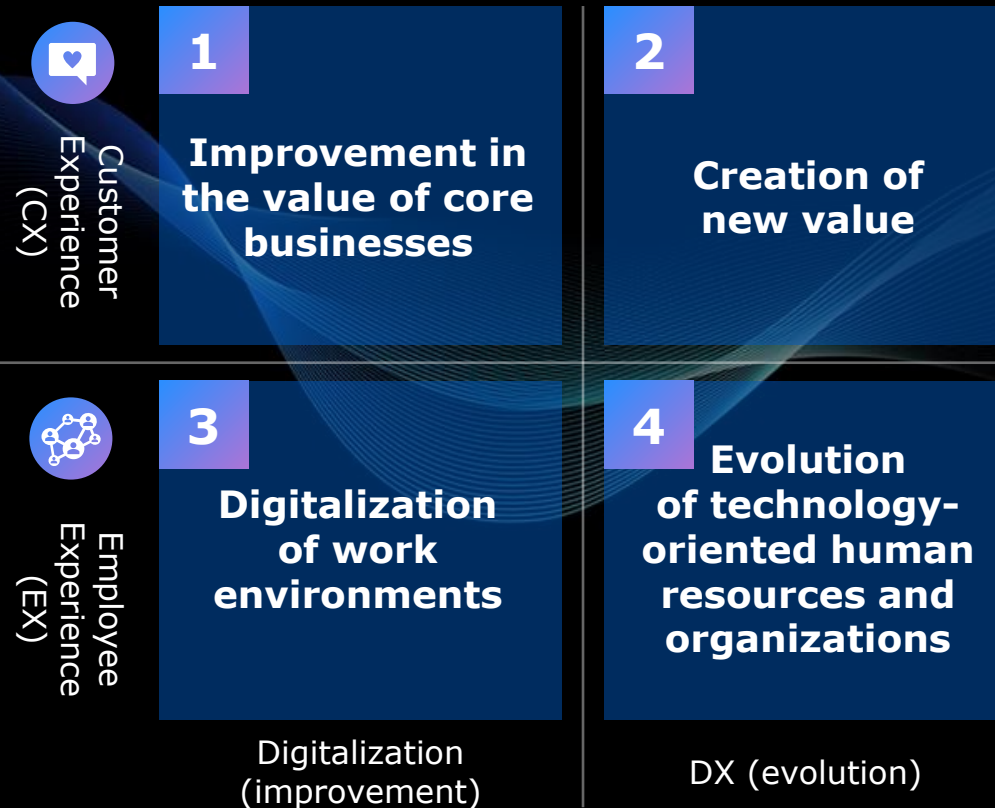 Customer
Experience
(CX)
1
Improvement in
the value of core
businesses
2
Creation of
new value
Employee
Experience
(EX)
3
Digitalization
of work
environments
4
Evolution
of technology-
oriented human
resources and
organizations
Digitalization
(improvement)
DX (evolution)